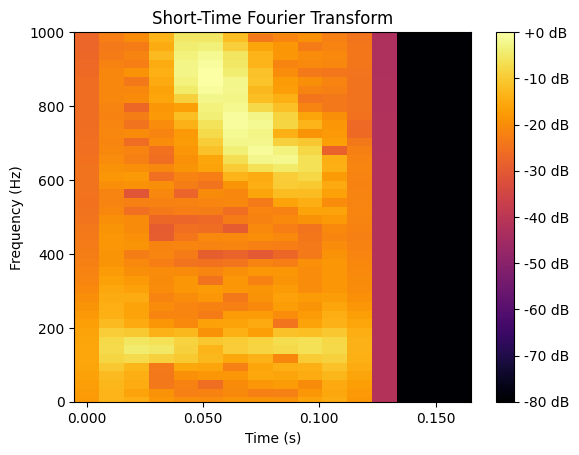 Short-Time Fourier Transform
1000
800
600
400
200
0
Frequency (Hz)
0.000
0.050
0.100
0.150
Time (s)
+0 dB
-10 dB
-20 dB
-30 dB
-40 dB
-50 dB
-60 dB
-70 dB
-80 dB